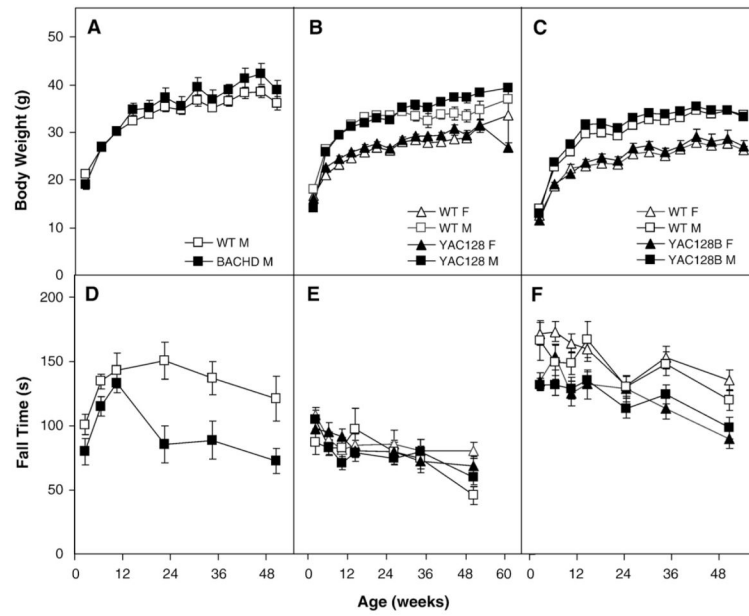 A
B
C
60
50
40
30
20
10
0
Body Weight (g)
WT M
BACHD M
WT F
WT M
YAC128 F
YAC128 M
WT F
WT M
YAC128B F
YAC128B M
D
E
F
200
150
100
50
0
Fall Time (s)
0 12 24 36 48
0 12 24 36 48 60
0 12 24 36 48
Age (weeks)